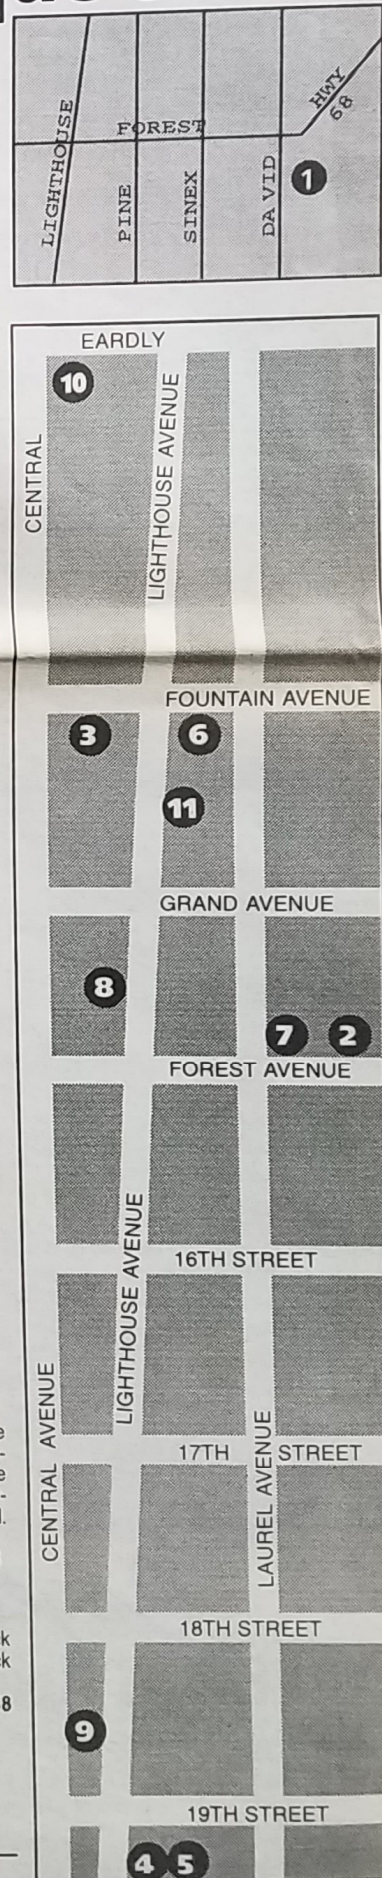 LIGHTHOUSE
FOREST
HWY
68
PINE
SINEX
DAVID
1
EARDLY
10
CENTRAL
LIGHTHOUSE AVENUE
FOUNTAIN AVENUE
3
6
11
GRAND AVENUE
8
7
2
FOREST AVENUE
LIGHTHOUSE AVENUE
16TH STREET
CENTRAL AVENUE
LAUREL AVENUE
17TH STREET
18TH STREET
9
19TH STREET
4
5